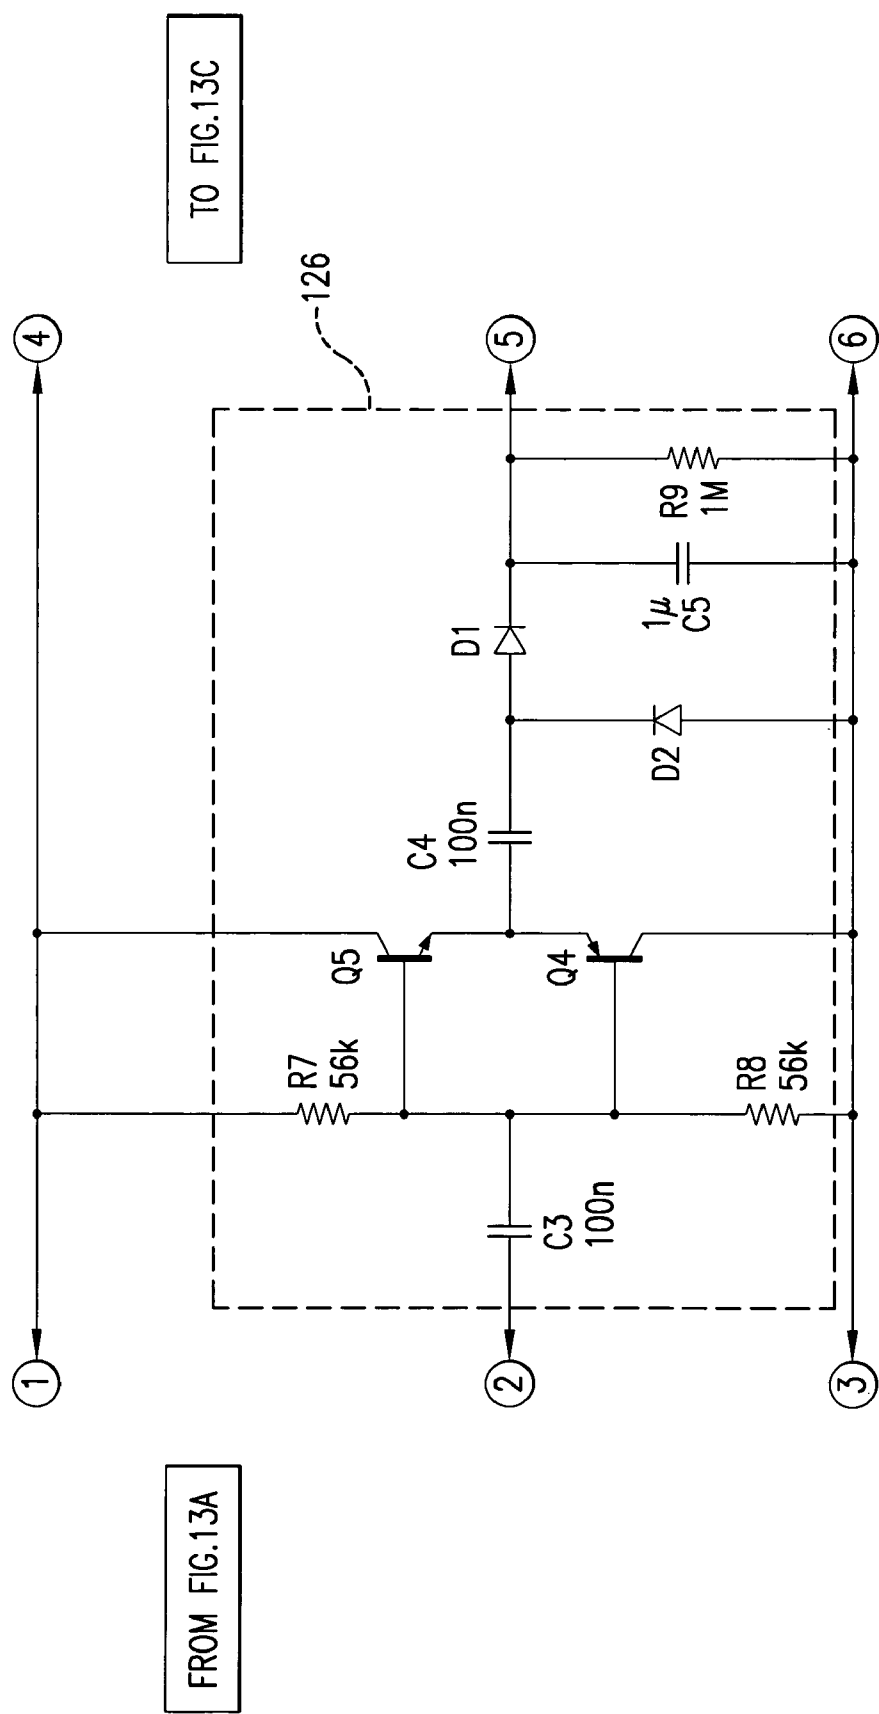 FROM FIG.13A
TO FIG.13C
1
4
126
R7
56k
Q5
C4
100n
D1
2
5
C3
100n
Q4
D2
1μ
C5
R9
1M
R8
56k
3
6